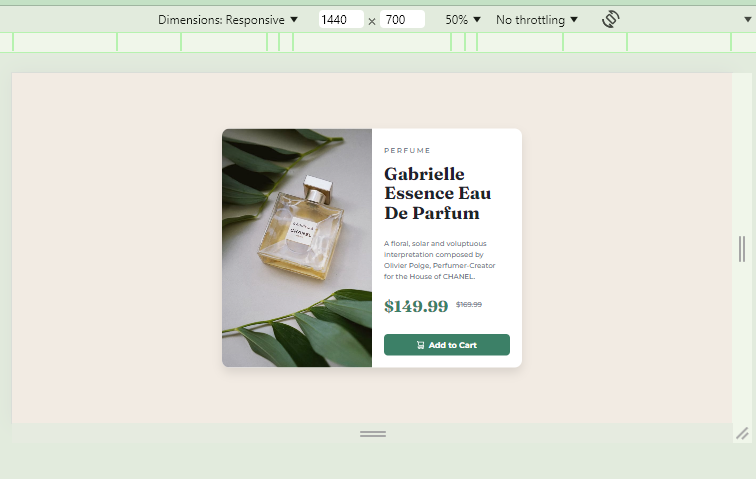 Dimensions: Responsive
1440 × 700
50%
No throttling
PERFUME
Gabrielle
Essence Eau
De Parfum
A floral, solar and voluptuous
interpretation composed by
Olivier Polge, Perfumer-Creator
for the House of CHANEL.
$149.99 $169.99
Add to Cart
CHANEL